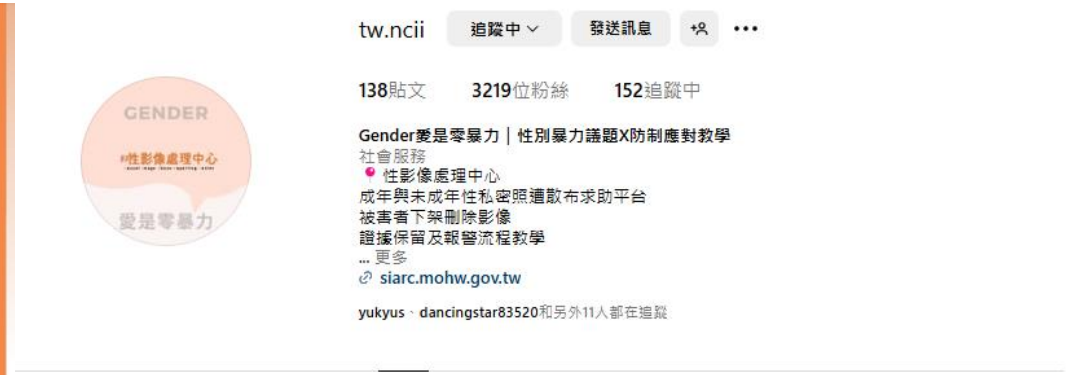 tw.ncii 追蹤中 發送訊息
138貼文 3219位粉絲 152追蹤中
GENDER
性影像處理中心
愛是零暴力
Gender愛是零暴力｜性別暴力議題X防制應對教學
社會服務
📍 性影像處理中心
成年與未成年性私密照遭散布求助平台
被害者下架刪除影像
證據保留及報警流程教學
... 更多
siarc.mohw.gov.tw
yukyus、dancingstar83520和另外11人都在追蹤